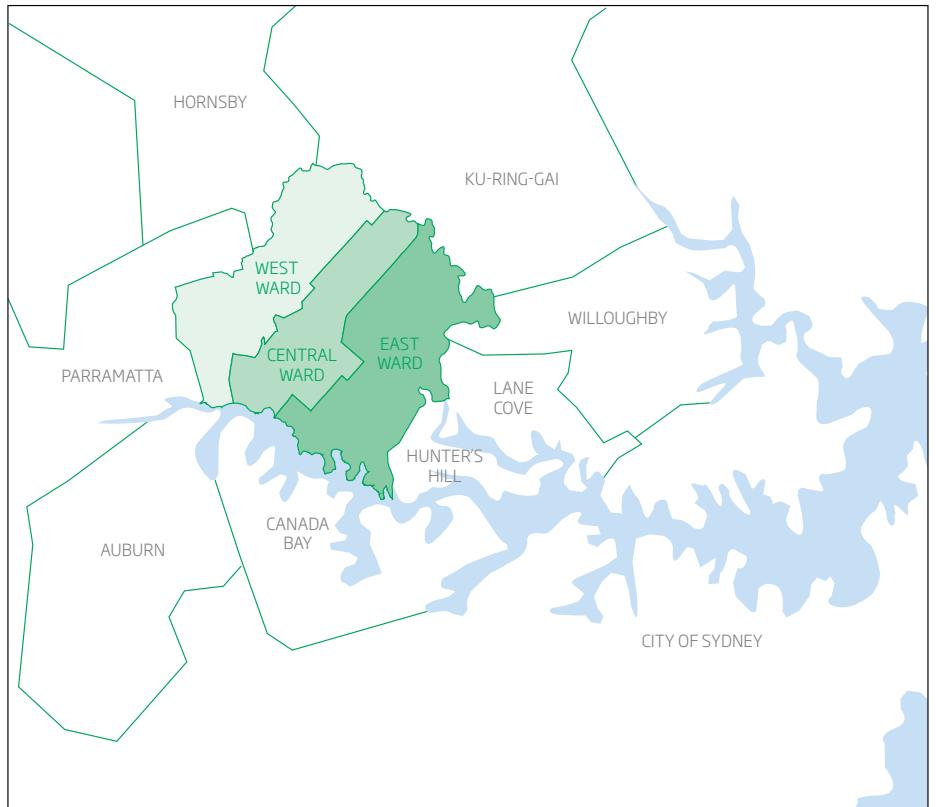 HORNSBY
KU-RING-GAI
WEST
WARD
WILLOUGHBY
EAST
WARD
CENTRAL
WARD
PARRAMATTA
LANE
COVE
HUNTER'S
HILL
CANADA
BAY
AUBURN
CITY OF SYDNEY